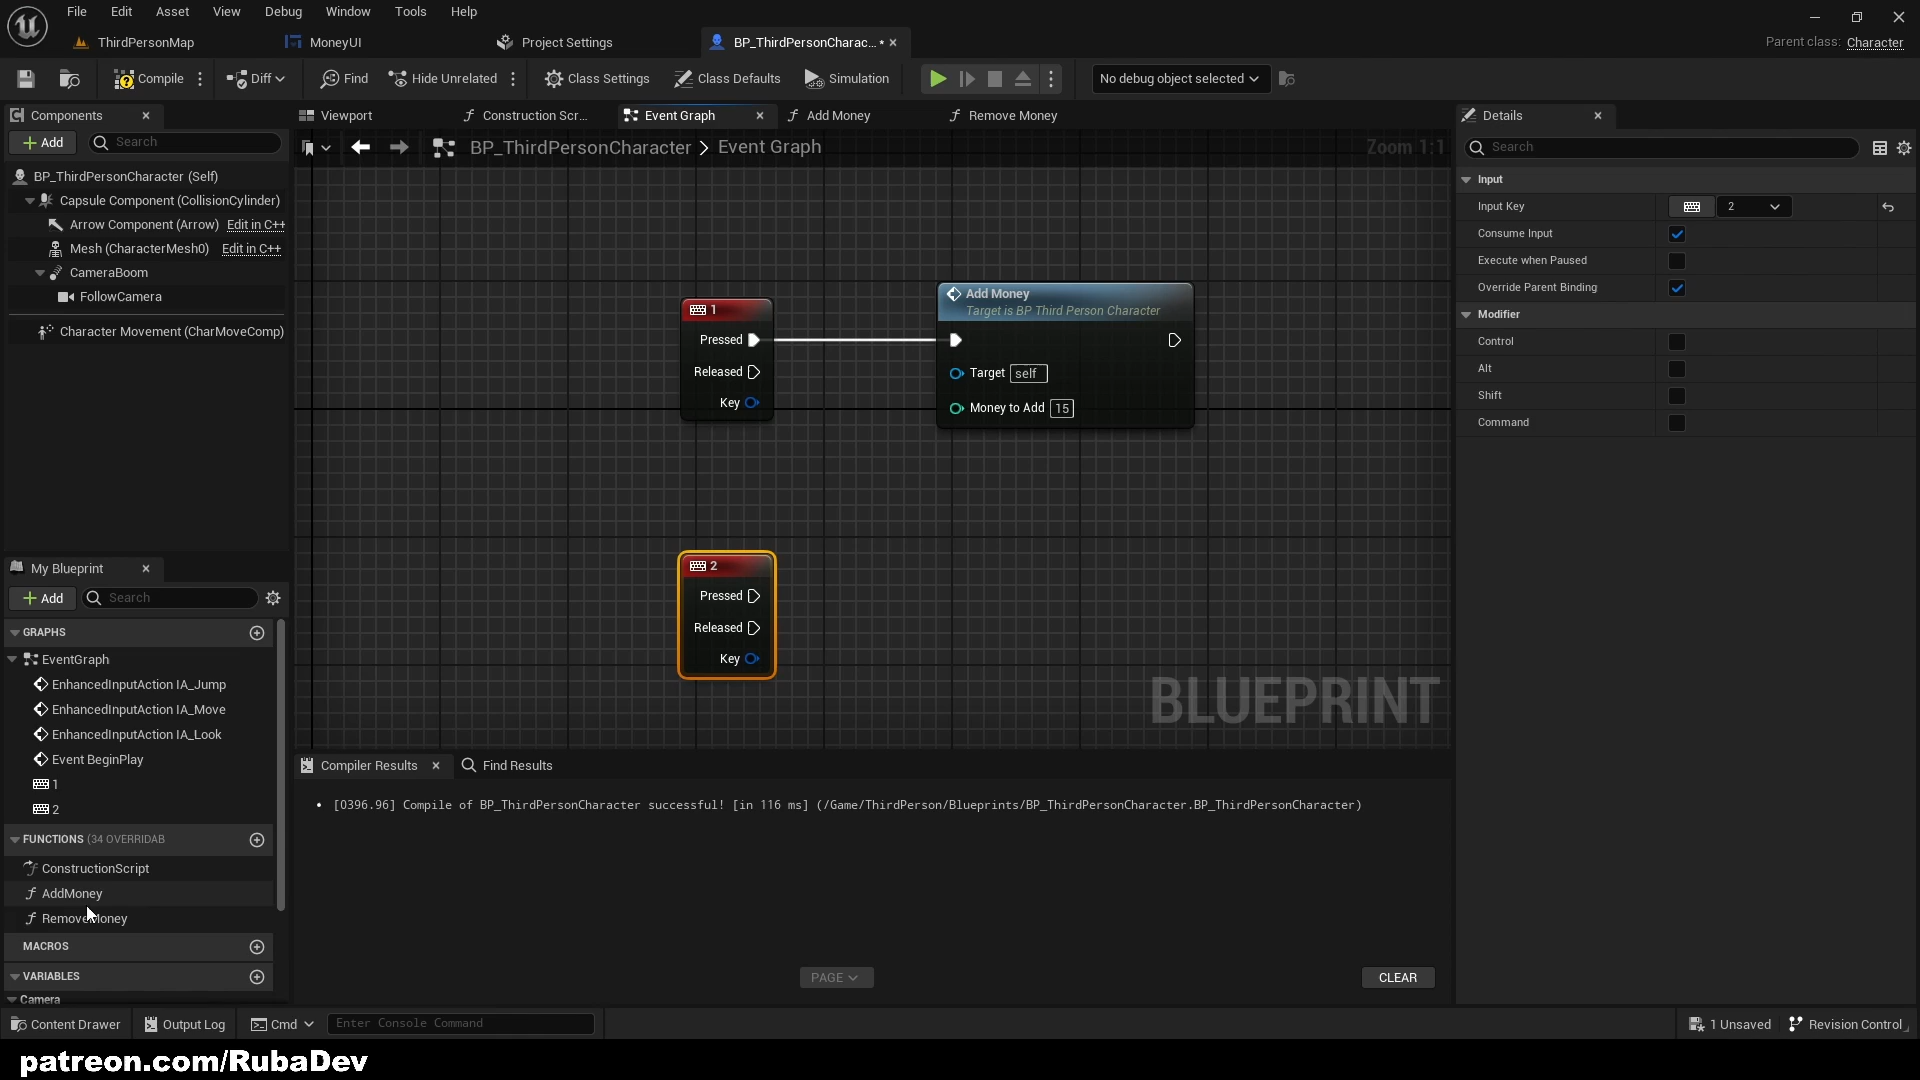 File Edit Asset View Debug Window Tools Help
ThirdPersonMap MoneyUI Project Settings BP_ThirdPersonCharac... •
Parent class: Character
Compile Diff Find Hide Unrelated Class Settings Class Defaults Simulation No debug object selected
Components
Add Search
BP_ThirdPersonCharacter (Self)
Capsule Component (CollisionCylinder)
Arrow Component (Arrow) Edit in C++
Mesh (CharacterMesh0) Edit in C++
CameraBoom
FollowCamera
Character Movement (CharMoveComp)
My Blueprint
Add Search
GRAPHS
EventGraph
EnhancedInputAction IA_Jump
EnhancedInputAction IA_Move
EnhancedInputAction IA_Look
Event BeginPlay
1
2
FUNCTIONS (34 OVERRIDAB
ConstructionScript
AddMoney
RemoveMoney
MACROS
VARIABLES
Camera
Viewport Construction Scr... Event Graph Add Money Remove Money
BP_ThirdPersonCharacter > Event Graph Zoom 1:1
1
Pressed
Released
Key
Add Money
Target is BP Third Person Character
Target self
Money to Add 15
2
Pressed
Released
Key
BLUEPRINT
Compiler Results Find Results
• [0396.96] Compile of BP_ThirdPersonCharacter successful! [in 116 ms] (/Game/ThirdPerson/Blueprints/BP_ThirdPersonCharacter.BP_ThirdPersonCharacter)
PAGE CLEAR
Details
Search
Input
Input Key 2
Consume Input
Execute when Paused
Override Parent Binding
Modifier
Control
Alt
Shift
Command
Content Drawer Output Log Cmd Enter Console Command 1 Unsaved Revision Control
patreon.com/RubaDev